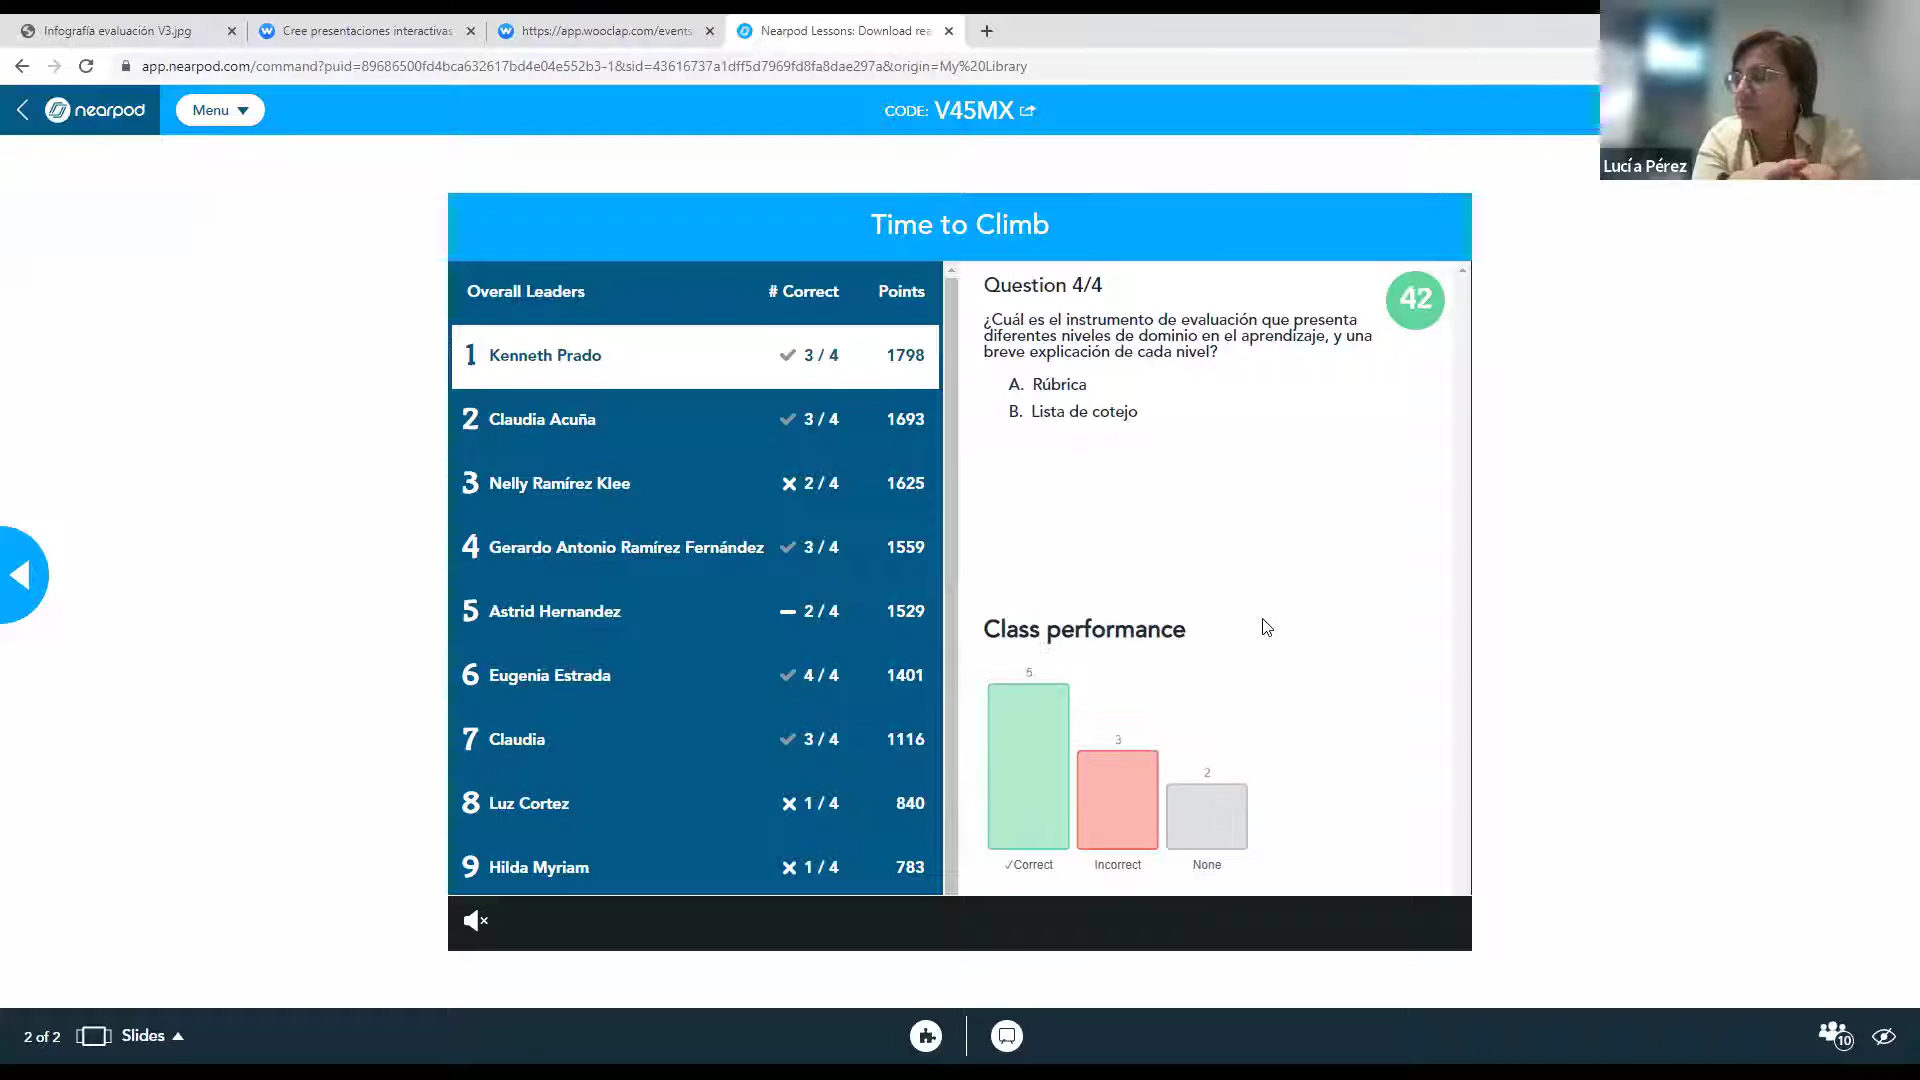 Infografía evaluación V3.jpg
Cree presentaciones interactivas
https://app.wooclap.com/events
Nearpod Lessons: Download rea
app.nearpod.com/command?puid=89686500fd4bca632617bd4e04e552b3-1&sid=43616737a1dff5d7969fd8fa8dae297a&origin=My%20Library
nearpod
Menu
CODE: V45MX
Lucía Pérez
Time to Climb
Overall Leaders # Correct Points
1 Kenneth Prado 3 / 4 1798
2 Claudia Acuña 3 / 4 1693
3 Nelly Ramírez Klee 2 / 4 1625
4 Gerardo Antonio Ramírez Fernández 3 / 4 1559
5 Astrid Hernandez 2 / 4 1529
6 Eugenia Estrada 4 / 4 1401
7 Claudia 3 / 4 1116
8 Luz Cortez 1 / 4 840
9 Hilda Myriam 1 / 4 783
Question 4/4
42
¿Cuál es el instrumento de evaluación que presenta
diferentes niveles de dominio en el aprendizaje, y una
breve explicación de cada nivel?
A. Rúbrica
B. Lista de cotejo
Class performance
5
3
2
✓Correct Incorrect None
2 of 2
Slides
10